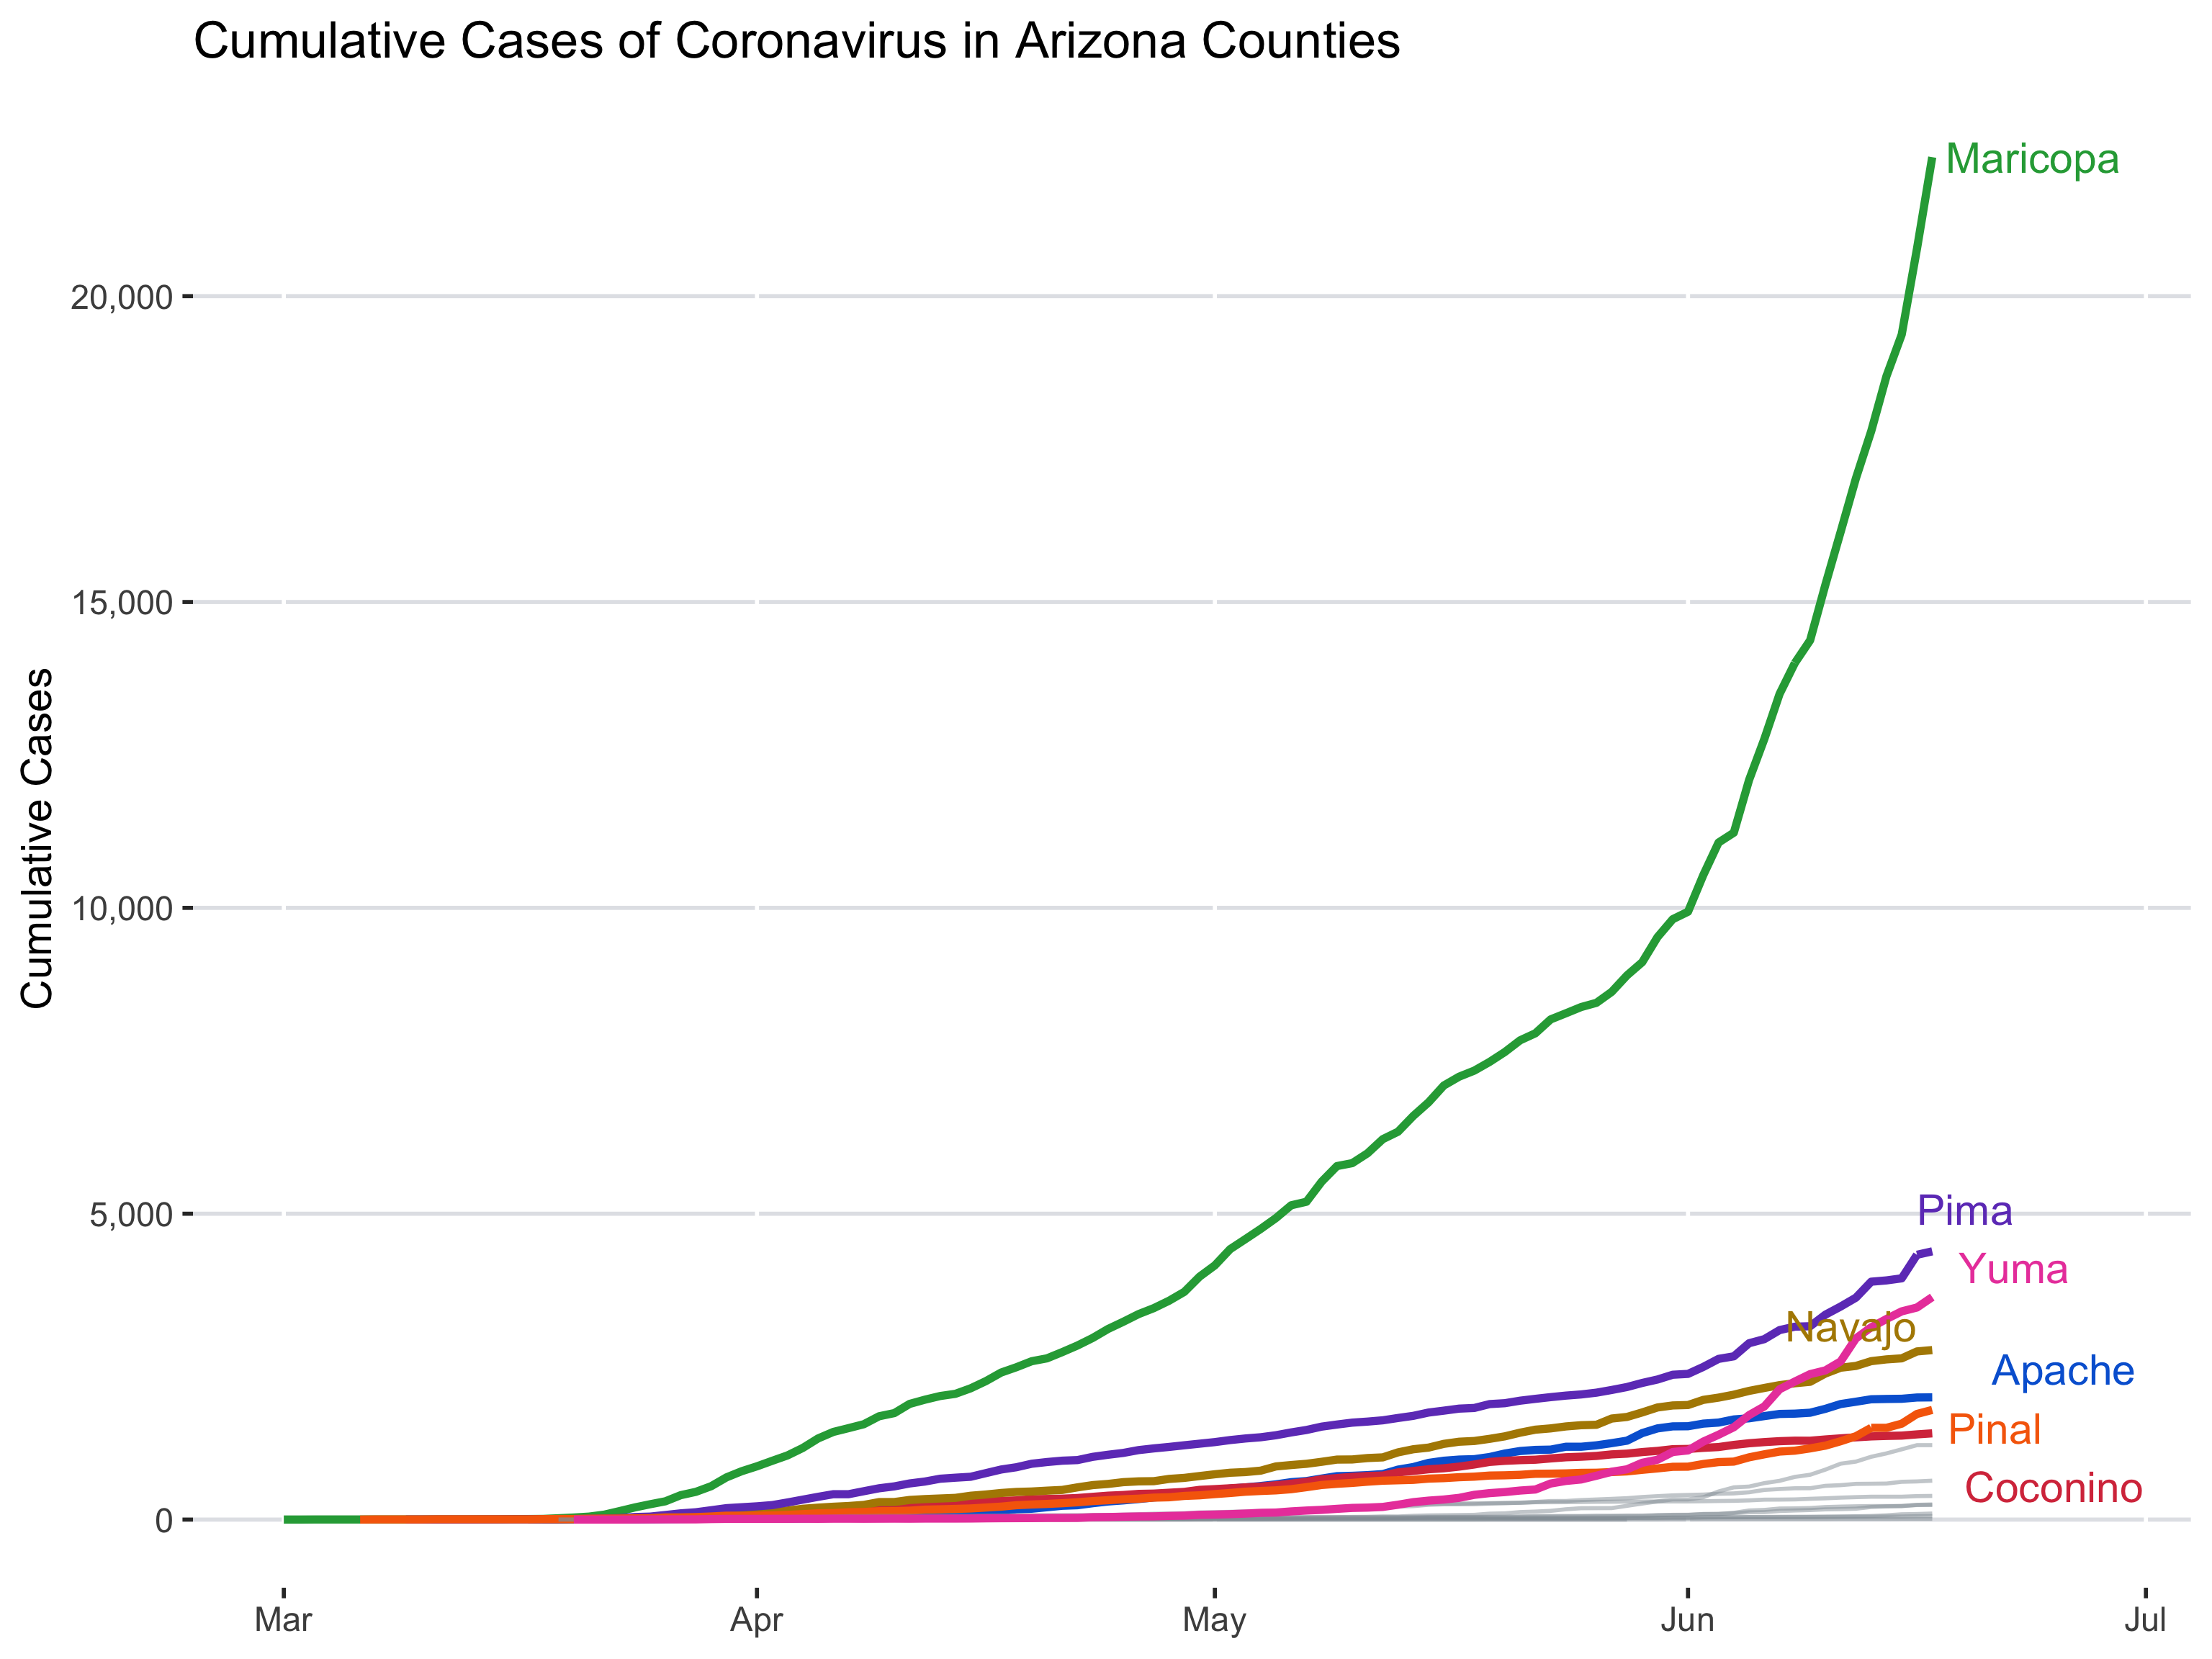 Cumulative Cases of Coronavirus in Arizona Counties
Maricopa
20,000
15,000
Cumulative Cases
10,000
5,000
Pima
Yuma
Navajo
Apache
Pinal
Coconino
0
Mar Apr May Jun Jul